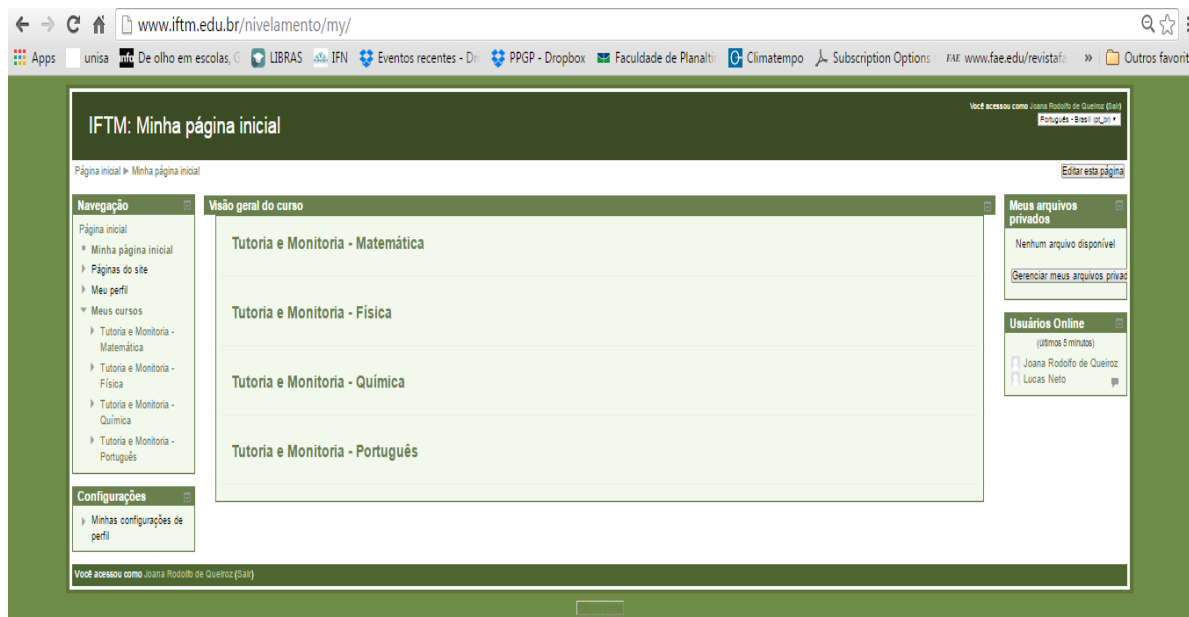 www.iftm.edu.br/nivelamento/my/
Apps unisa info De olho em escolas, G LIBRAS IFN Eventos recentes - Dro PPGP - Dropbox Faculdade de Planalti Climatempo Subscription Options FAE www.fae.edu/revistafa » Outros favorit
Você acessou como Joana Rodolfo de Queiroz (Sair)
Português - Brasil (pt_br)
IFTM: Minha página inicial
Página inicial ▶ Minha página inicial
Editar esta página
Navegação
Página inicial
Minha página inicial
Páginas do site
Meu perfil
Meus cursos
Tutoria e Monitoria -
Matemática
Tutoria e Monitoria -
Física
Tutoria e Monitoria -
Química
Tutoria e Monitoria -
Português
Configurações
Minhas configurações de
perfil
Visão geral do curso
Tutoria e Monitoria - Matemática
Tutoria e Monitoria - Física
Tutoria e Monitoria - Química
Tutoria e Monitoria - Português
Meus arquivos
privados
Nenhum arquivo disponível
Gerenciar meus arquivos privad
Usuários Online
(últimos 5 minutos)
Joana Rodolfo de Queiroz
Lucas Neto
Você acessou como Joana Rodolfo de Queiroz (Sair)